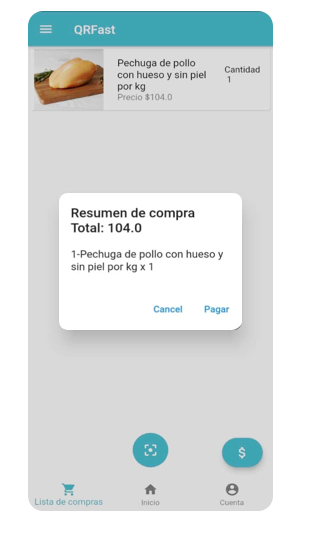 QRFast
Pechuga de pollo
con hueso y sin piel
por kg
Precio $104.0
Cantidad
1
Resumen de compra
Total: 104.0
1-Pechuga de pollo con hueso y
sin piel por kg x 1
Cancel
Pagar
$
Lista de compras
Inicio
Cuenta